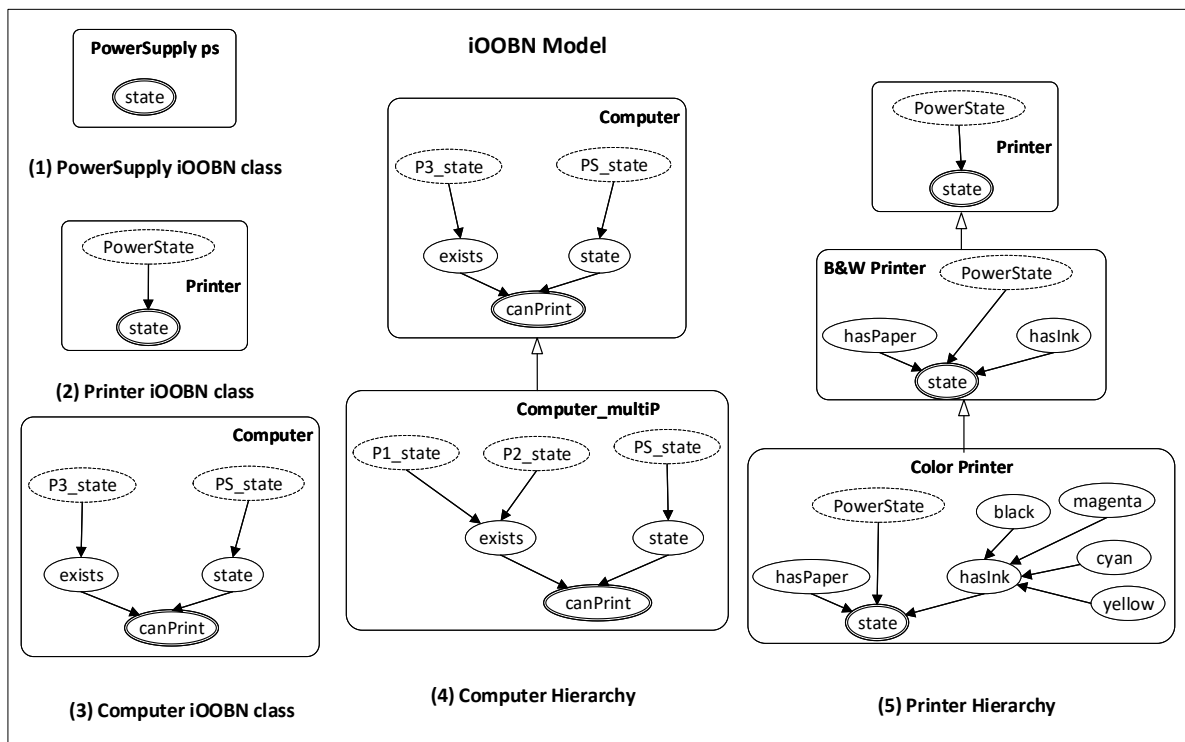 iOOBN Model
PowerSupply ps
state
(1) PowerSupply iOOBN class
PowerState
Printer
state
(2) Printer iOOBN class
Computer
P3_state
PS_state
exists
state
canPrint
(3) Computer iOOBN class
Computer
P3_state
PS_state
exists
state
canPrint
Computer_multiP
P1_state
P2_state
PS_state
exists
state
canPrint
(4) Computer Hierarchy
PowerState
Printer
state
B&W Printer
PowerState
hasPaper
hasInk
state
Color Printer
PowerState
black
magenta
hasPaper
hasInk
cyan
yellow
state
(5) Printer Hierarchy